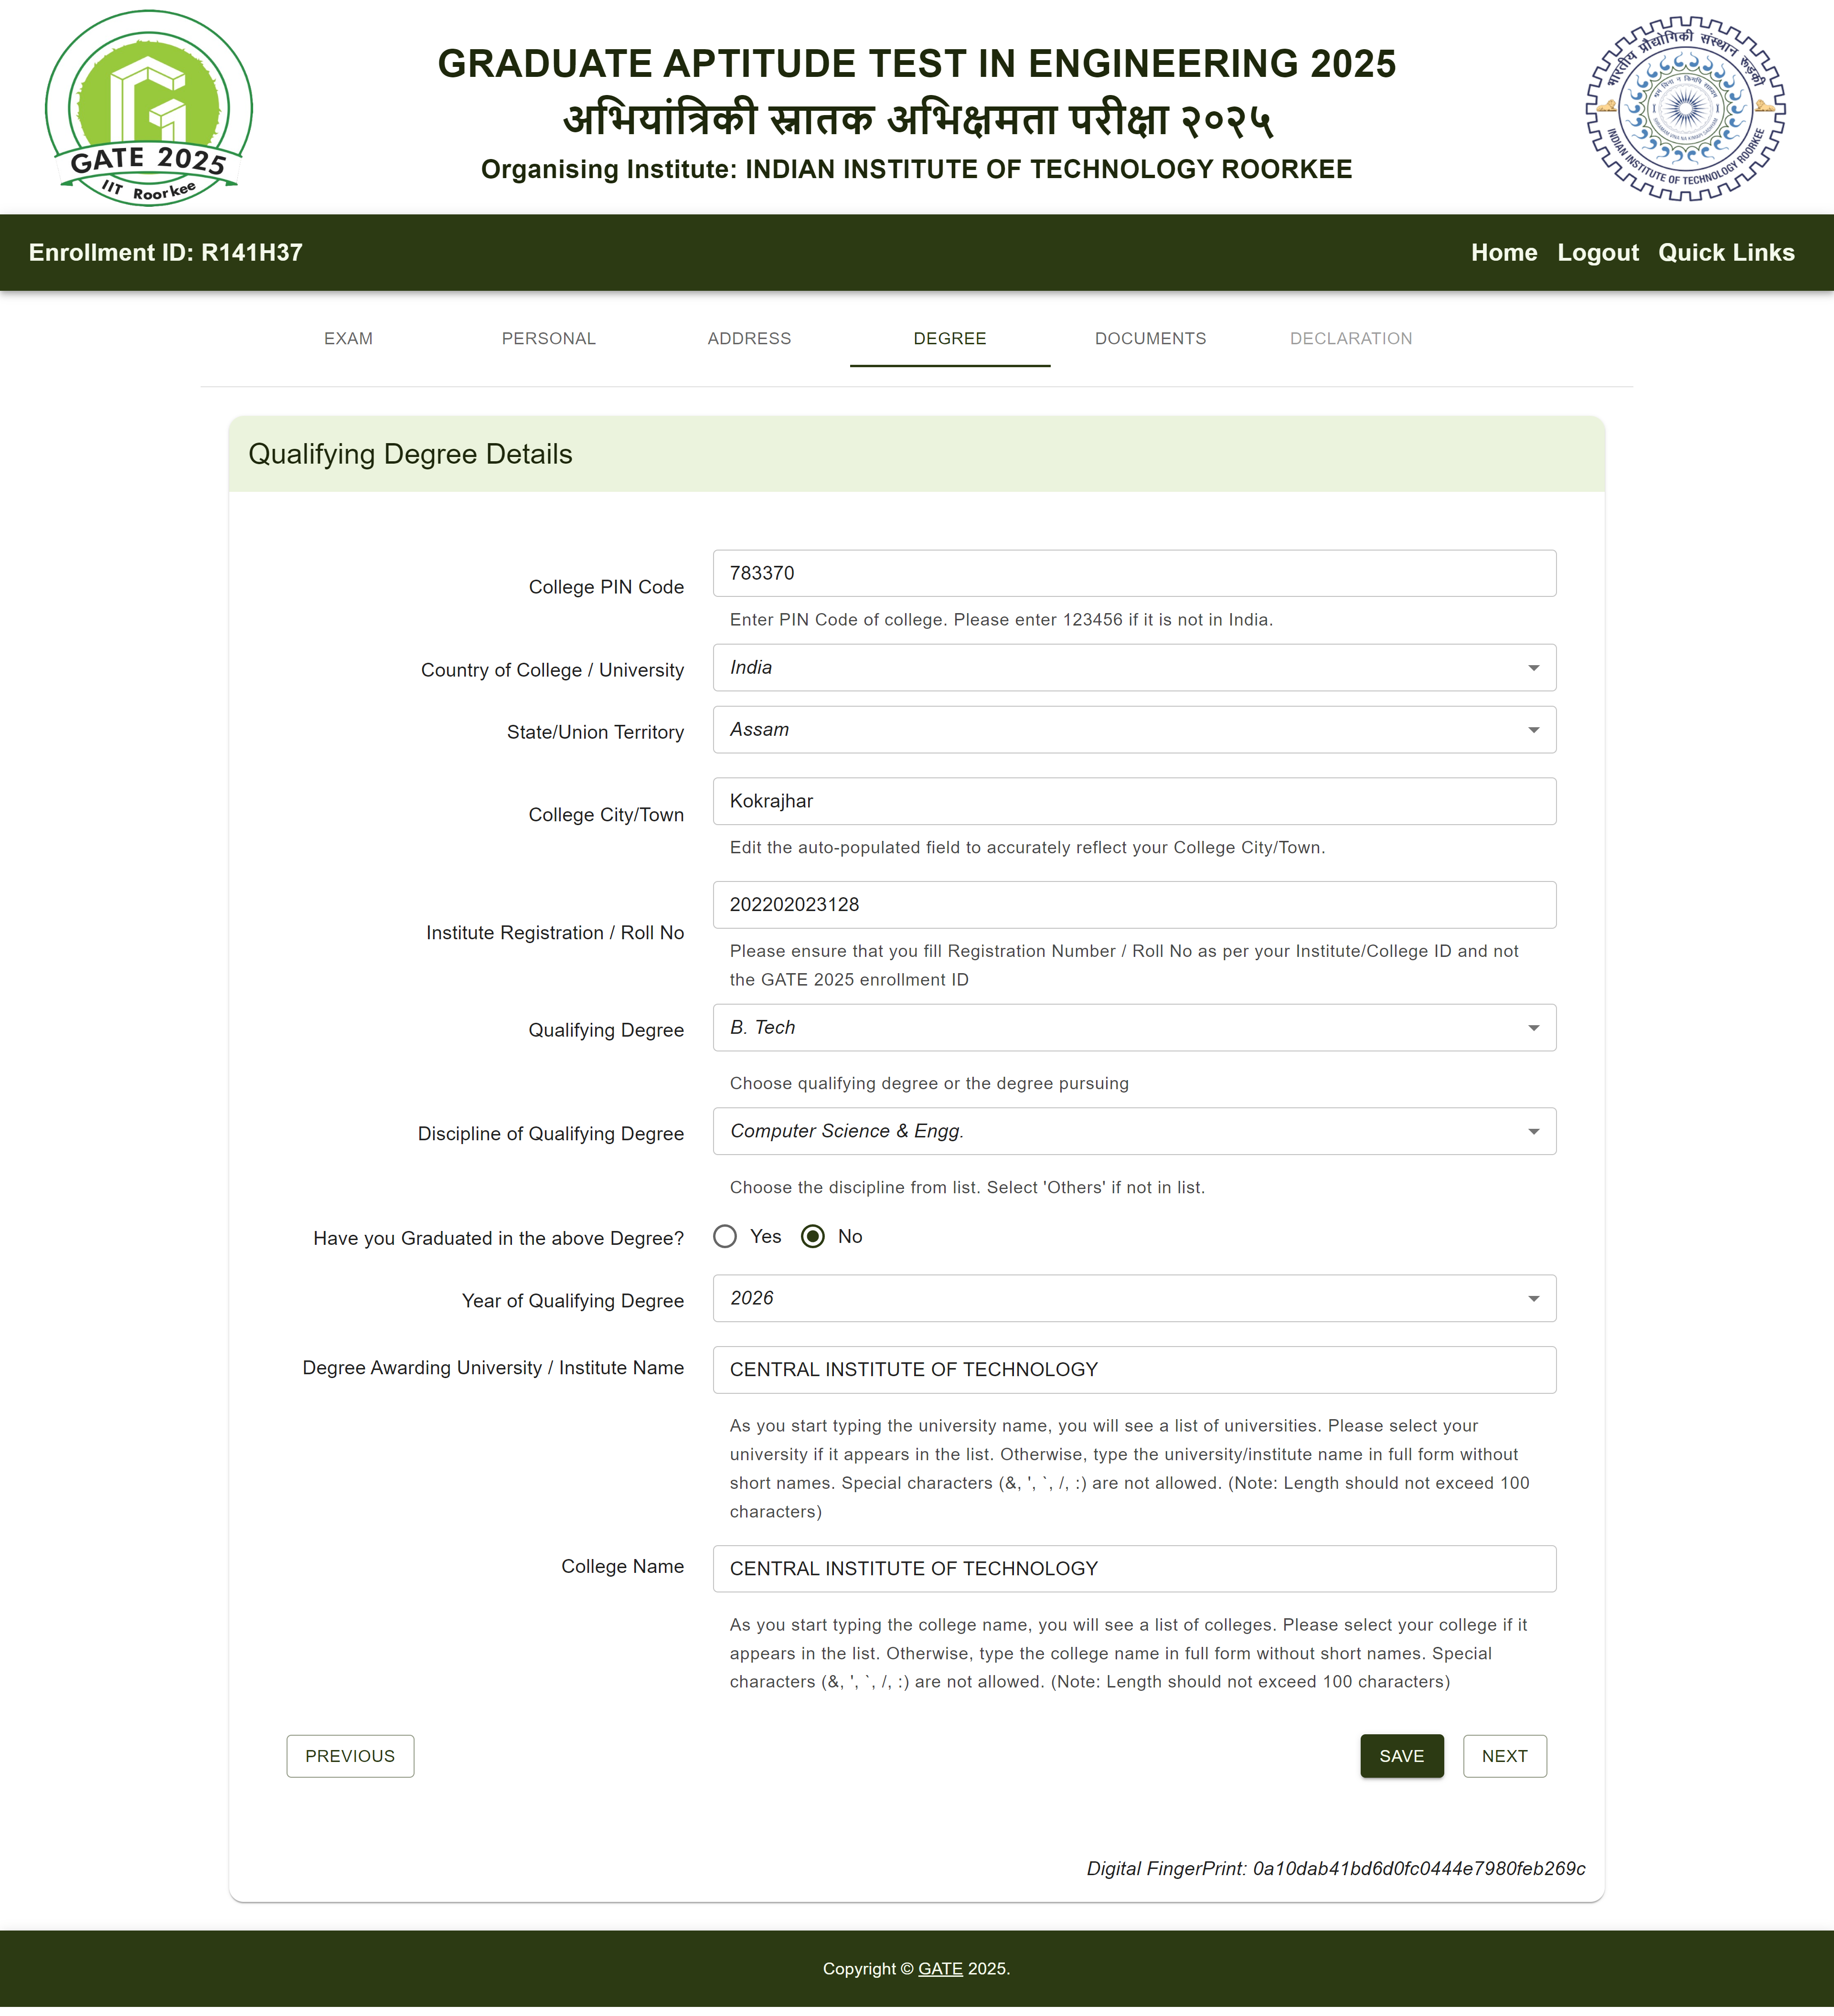 GATE 2025
IIT Roorkee
GRADUATE APTITUDE TEST IN ENGINEERING 2025
अभियांत्रिकी स्नातक अभिक्षमता परीक्षा २०२५
Organising Institute: INDIAN INSTITUTE OF TECHNOLOGY ROORKEE
भारतीय प्रौद्योगिकी संस्थान रूड़की
INDIAN INSTITUTE OF TECHNOLOGY ROORKEE
Enrollment ID: R141H37
Home Logout Quick Links
EXAM PERSONAL ADDRESS DEGREE DOCUMENTS DECLARATION
Qualifying Degree Details
College PIN Code 783370
Enter PIN Code of college. Please enter 123456 if it is not in India.
Country of College / University India
State/Union Territory Assam
College City/Town Kokrajhar
Edit the auto-populated field to accurately reflect your College City/Town.
Institute Registration / Roll No 202202023128
Please ensure that you fill Registration Number / Roll No as per your Institute/College ID and not
the GATE 2025 enrollment ID
Qualifying Degree B. Tech
Choose qualifying degree or the degree pursuing
Discipline of Qualifying Degree Computer Science & Engg.
Choose the discipline from list. Select 'Others' if not in list.
Have you Graduated in the above Degree? Yes No
Year of Qualifying Degree 2026
Degree Awarding University / Institute Name CENTRAL INSTITUTE OF TECHNOLOGY
As you start typing the university name, you will see a list of universities. Please select your
university if it appears in the list. Otherwise, type the university/institute name in full form without
short names. Special characters (&, ', `, /, :) are not allowed. (Note: Length should not exceed 100
characters)
College Name CENTRAL INSTITUTE OF TECHNOLOGY
As you start typing the college name, you will see a list of colleges. Please select your college if it
appears in the list. Otherwise, type the college name in full form without short names. Special
characters (&, ', `, /, :) are not allowed. (Note: Length should not exceed 100 characters)
PREVIOUS SAVE NEXT
Digital FingerPrint: 0a10dab41bd6d0fc0444e7980feb269c
Copyright © GATE 2025.